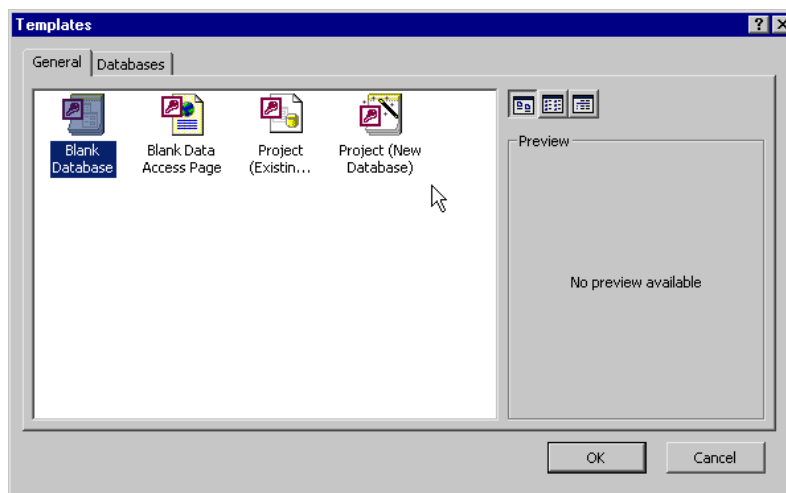 Templates
General
Databases
Blank
Database
Blank Data
Access Page
Project
(Existin...
Project (New
Database)
Preview
No preview available
OK
Cancel